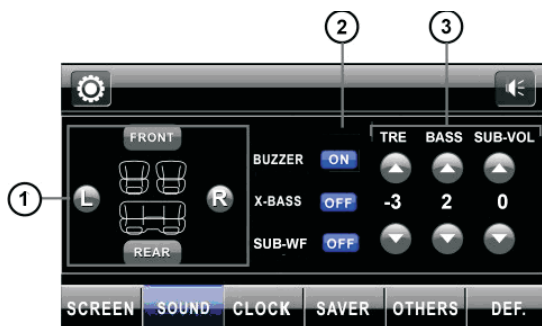 2 3
FRONT TRE BASS SUB-VOL
BUZZER ON
1 L R X-BASS OFF -3 2 0
SUB-WF OFF
REAR
SCREEN SOUND CLOCK SAVER OTHERS DEF.